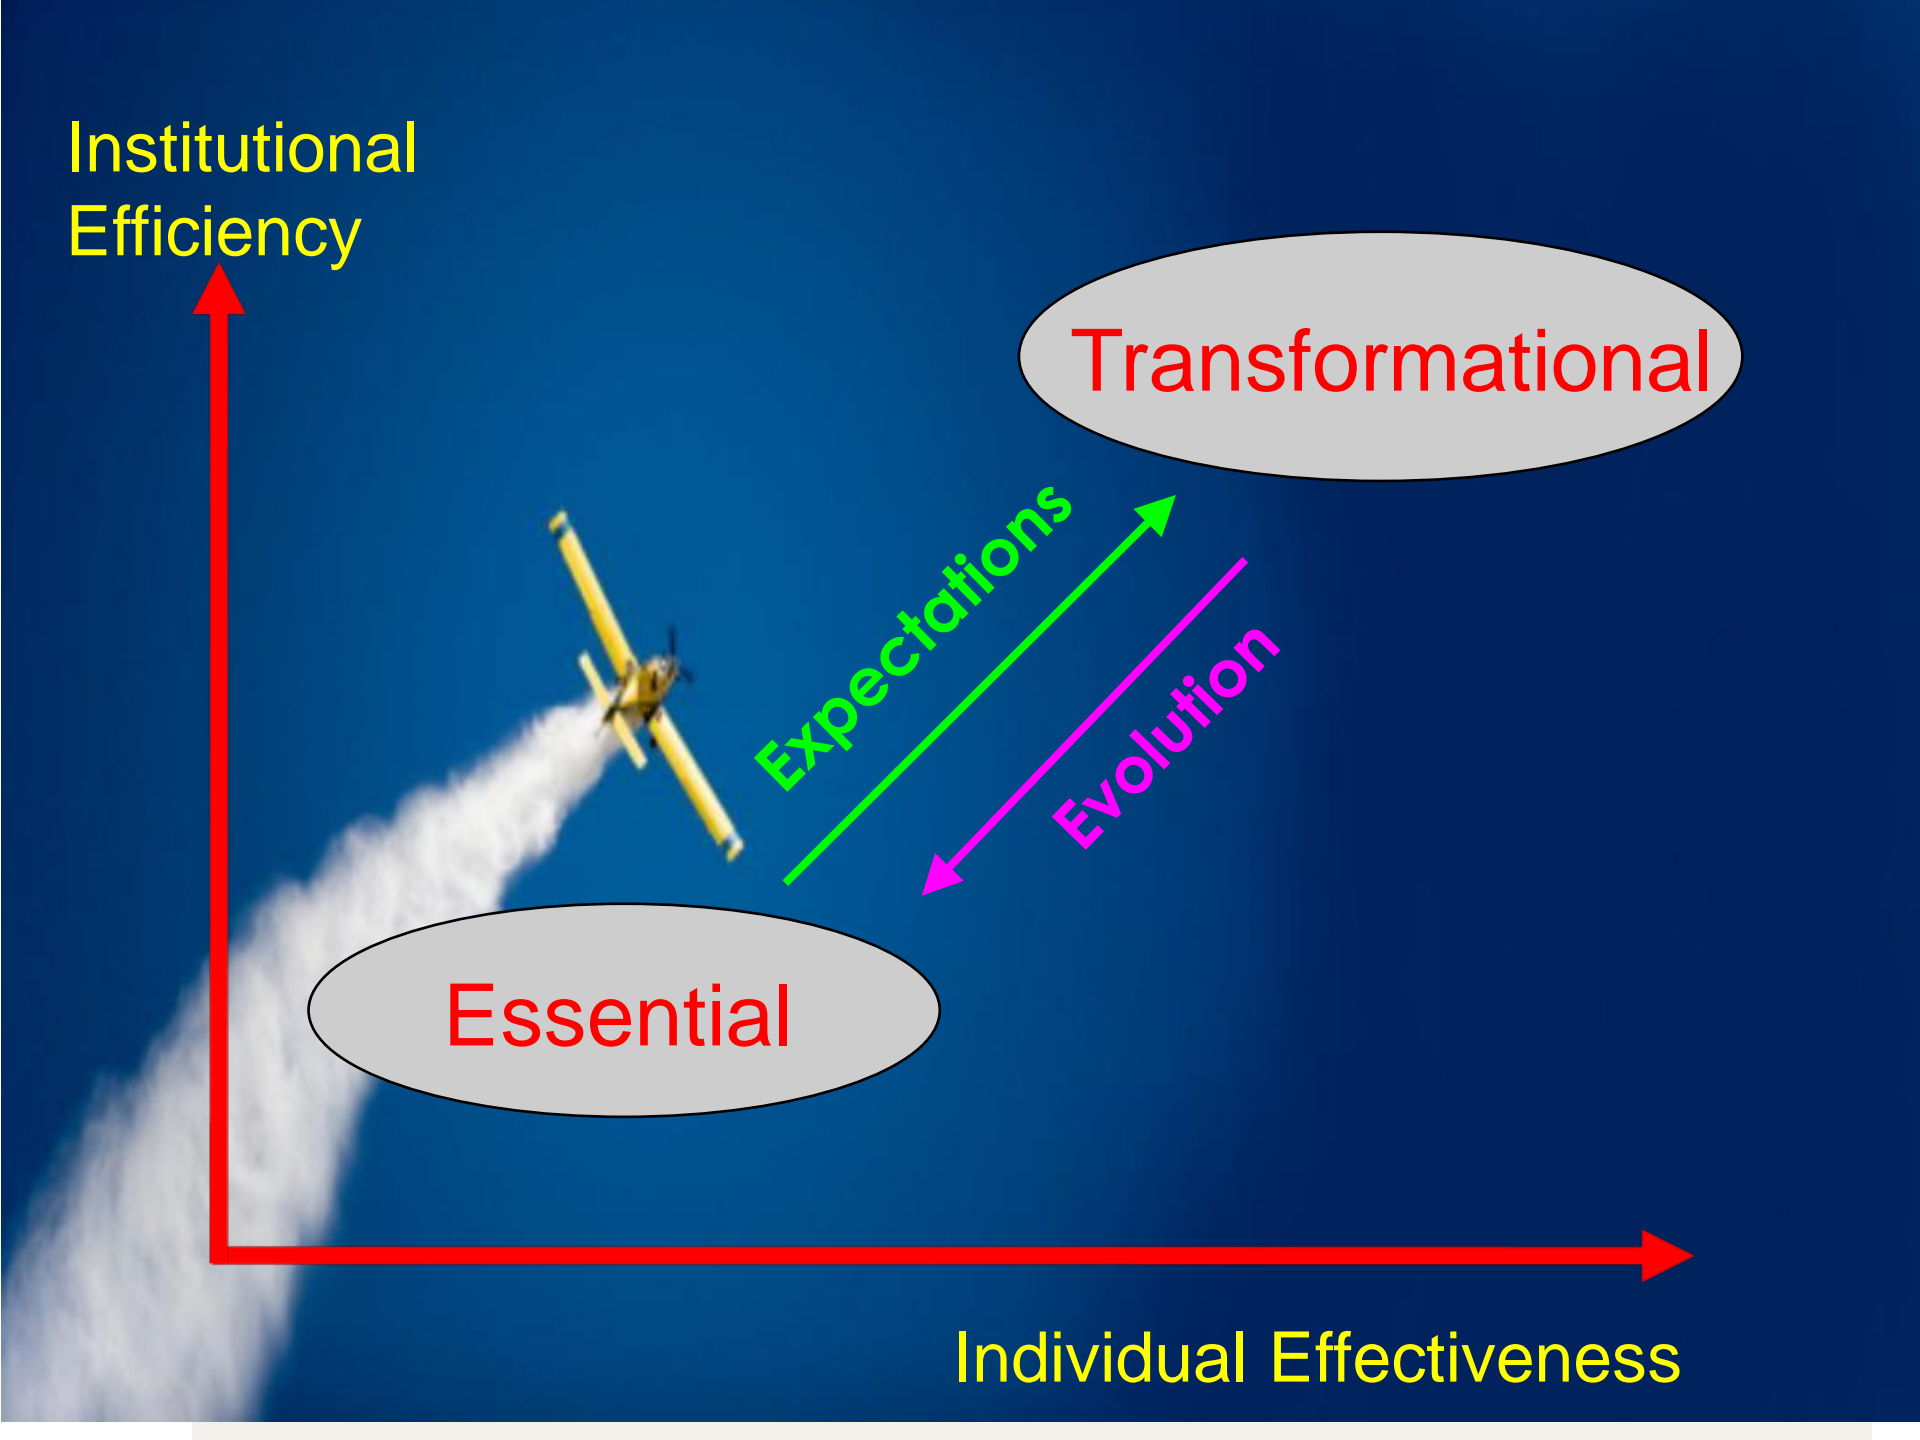 Institutional
Efficiency
Transformational
Expectations
Evolution
Essential
Individual Effectiveness